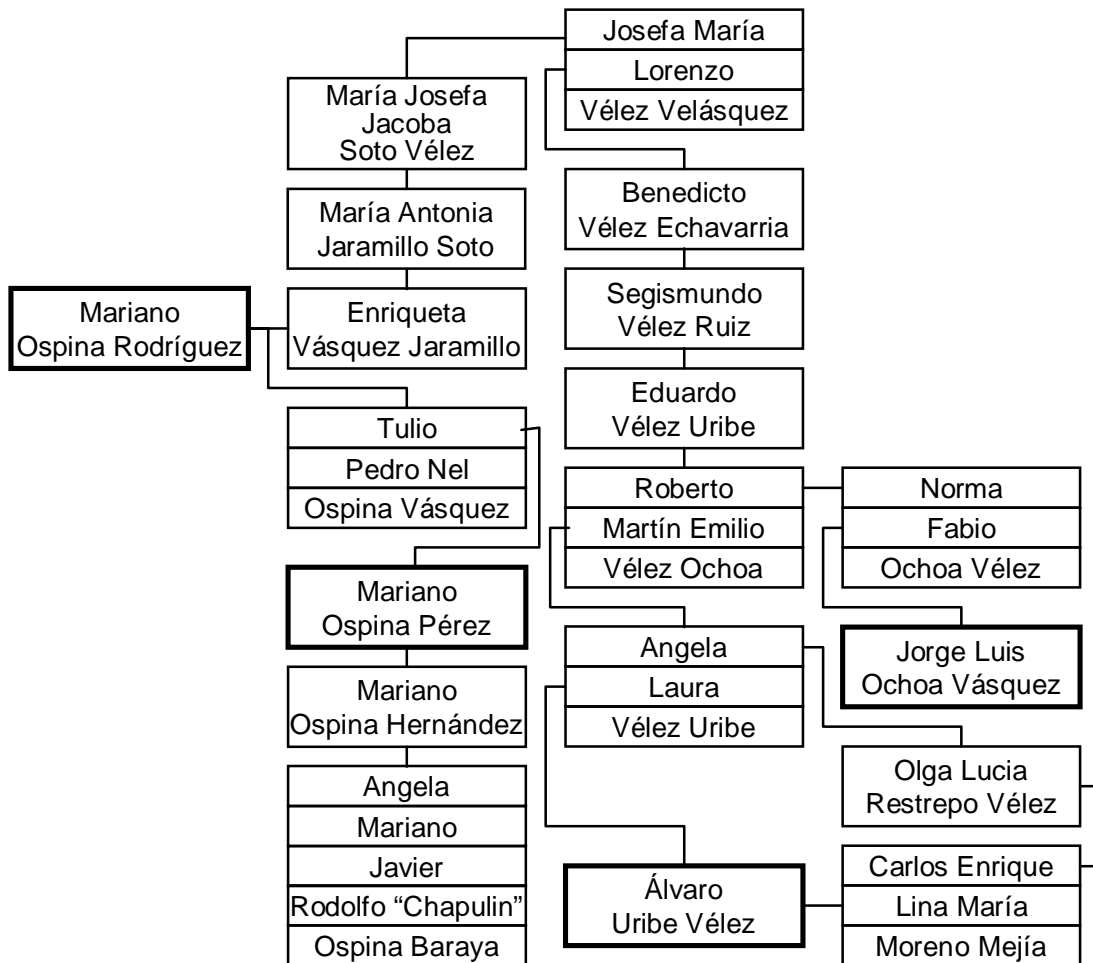 Josefa María
Lorenzo
Vélez Velásquez
María Josefa
Jacoba
Soto Vélez
Benedicto
Vélez Echavarria
María Antonia
Jaramillo Soto
Segismundo
Vélez Ruiz
Mariano
Ospina Rodríguez
Enriqueta
Vásquez Jaramillo
Eduardo
Vélez Uribe
Tulio
Pedro Nel
Ospina Vásquez
Roberto
Martín Emilio
Vélez Ochoa
Norma
Fabio
Ochoa Vélez
Mariano
Ospina Pérez
Angela
Laura
Vélez Uribe
Jorge Luis
Ochoa Vásquez
Mariano
Ospina Hernández
Olga Lucia
Restrepo Vélez
Angela
Mariano
Javier
Rodolfo “Chapulin”
Ospina Baraya
Álvaro
Uribe Vélez
Carlos Enrique
Lina María
Moreno Mejía